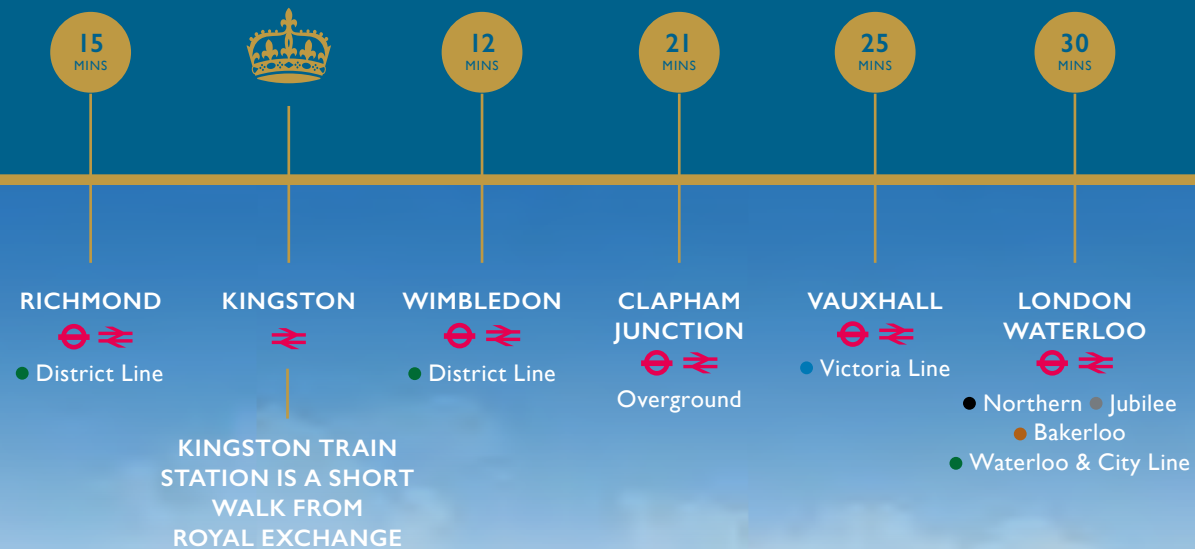 15
MINS
12
MINS
21
MINS
25
MINS
30
MINS
RICHMOND
District Line
KINGSTON
KINGSTON TRAIN
STATION IS A SHORT
WALK FROM
ROYAL EXCHANGE
WIMBLEDON
District Line
CLAPHAM
JUNCTION
Overground
VAUXHALL
Victoria Line
LONDON
WATERLOO
Northern Jubilee
Bakerloo
Waterloo & City Line